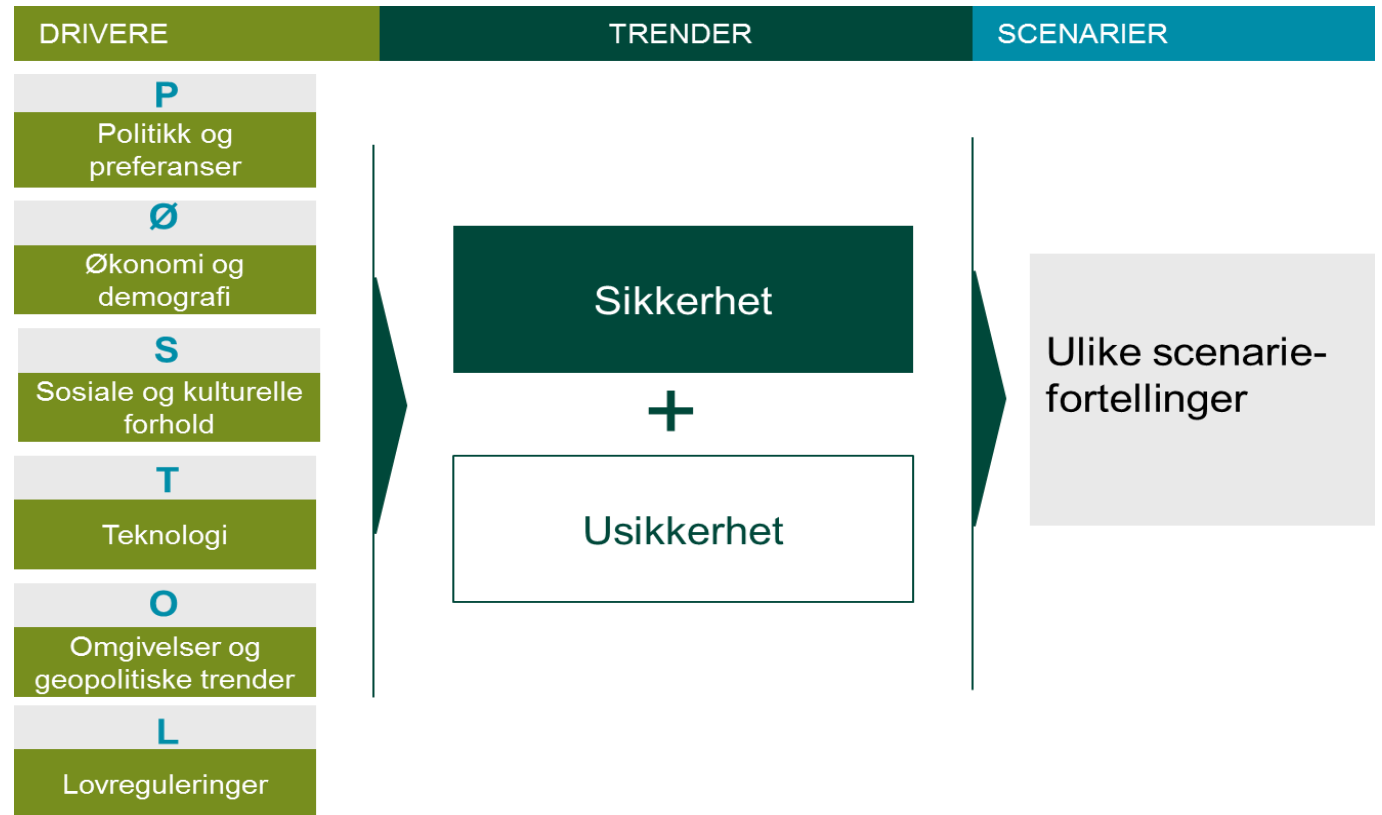 DRIVERE
TRENDER
SCENARIER
P
Politikk og
preferanser
Ø
Økonomi og
demografi
S
Sosiale og kulturelle
forhold
T
Teknologi
O
Omgivelser og
geopolitiske trender
L
Lovreguleringer
Sikkerhet
+
Usikkerhet
Ulike scenarie-
fortellinger